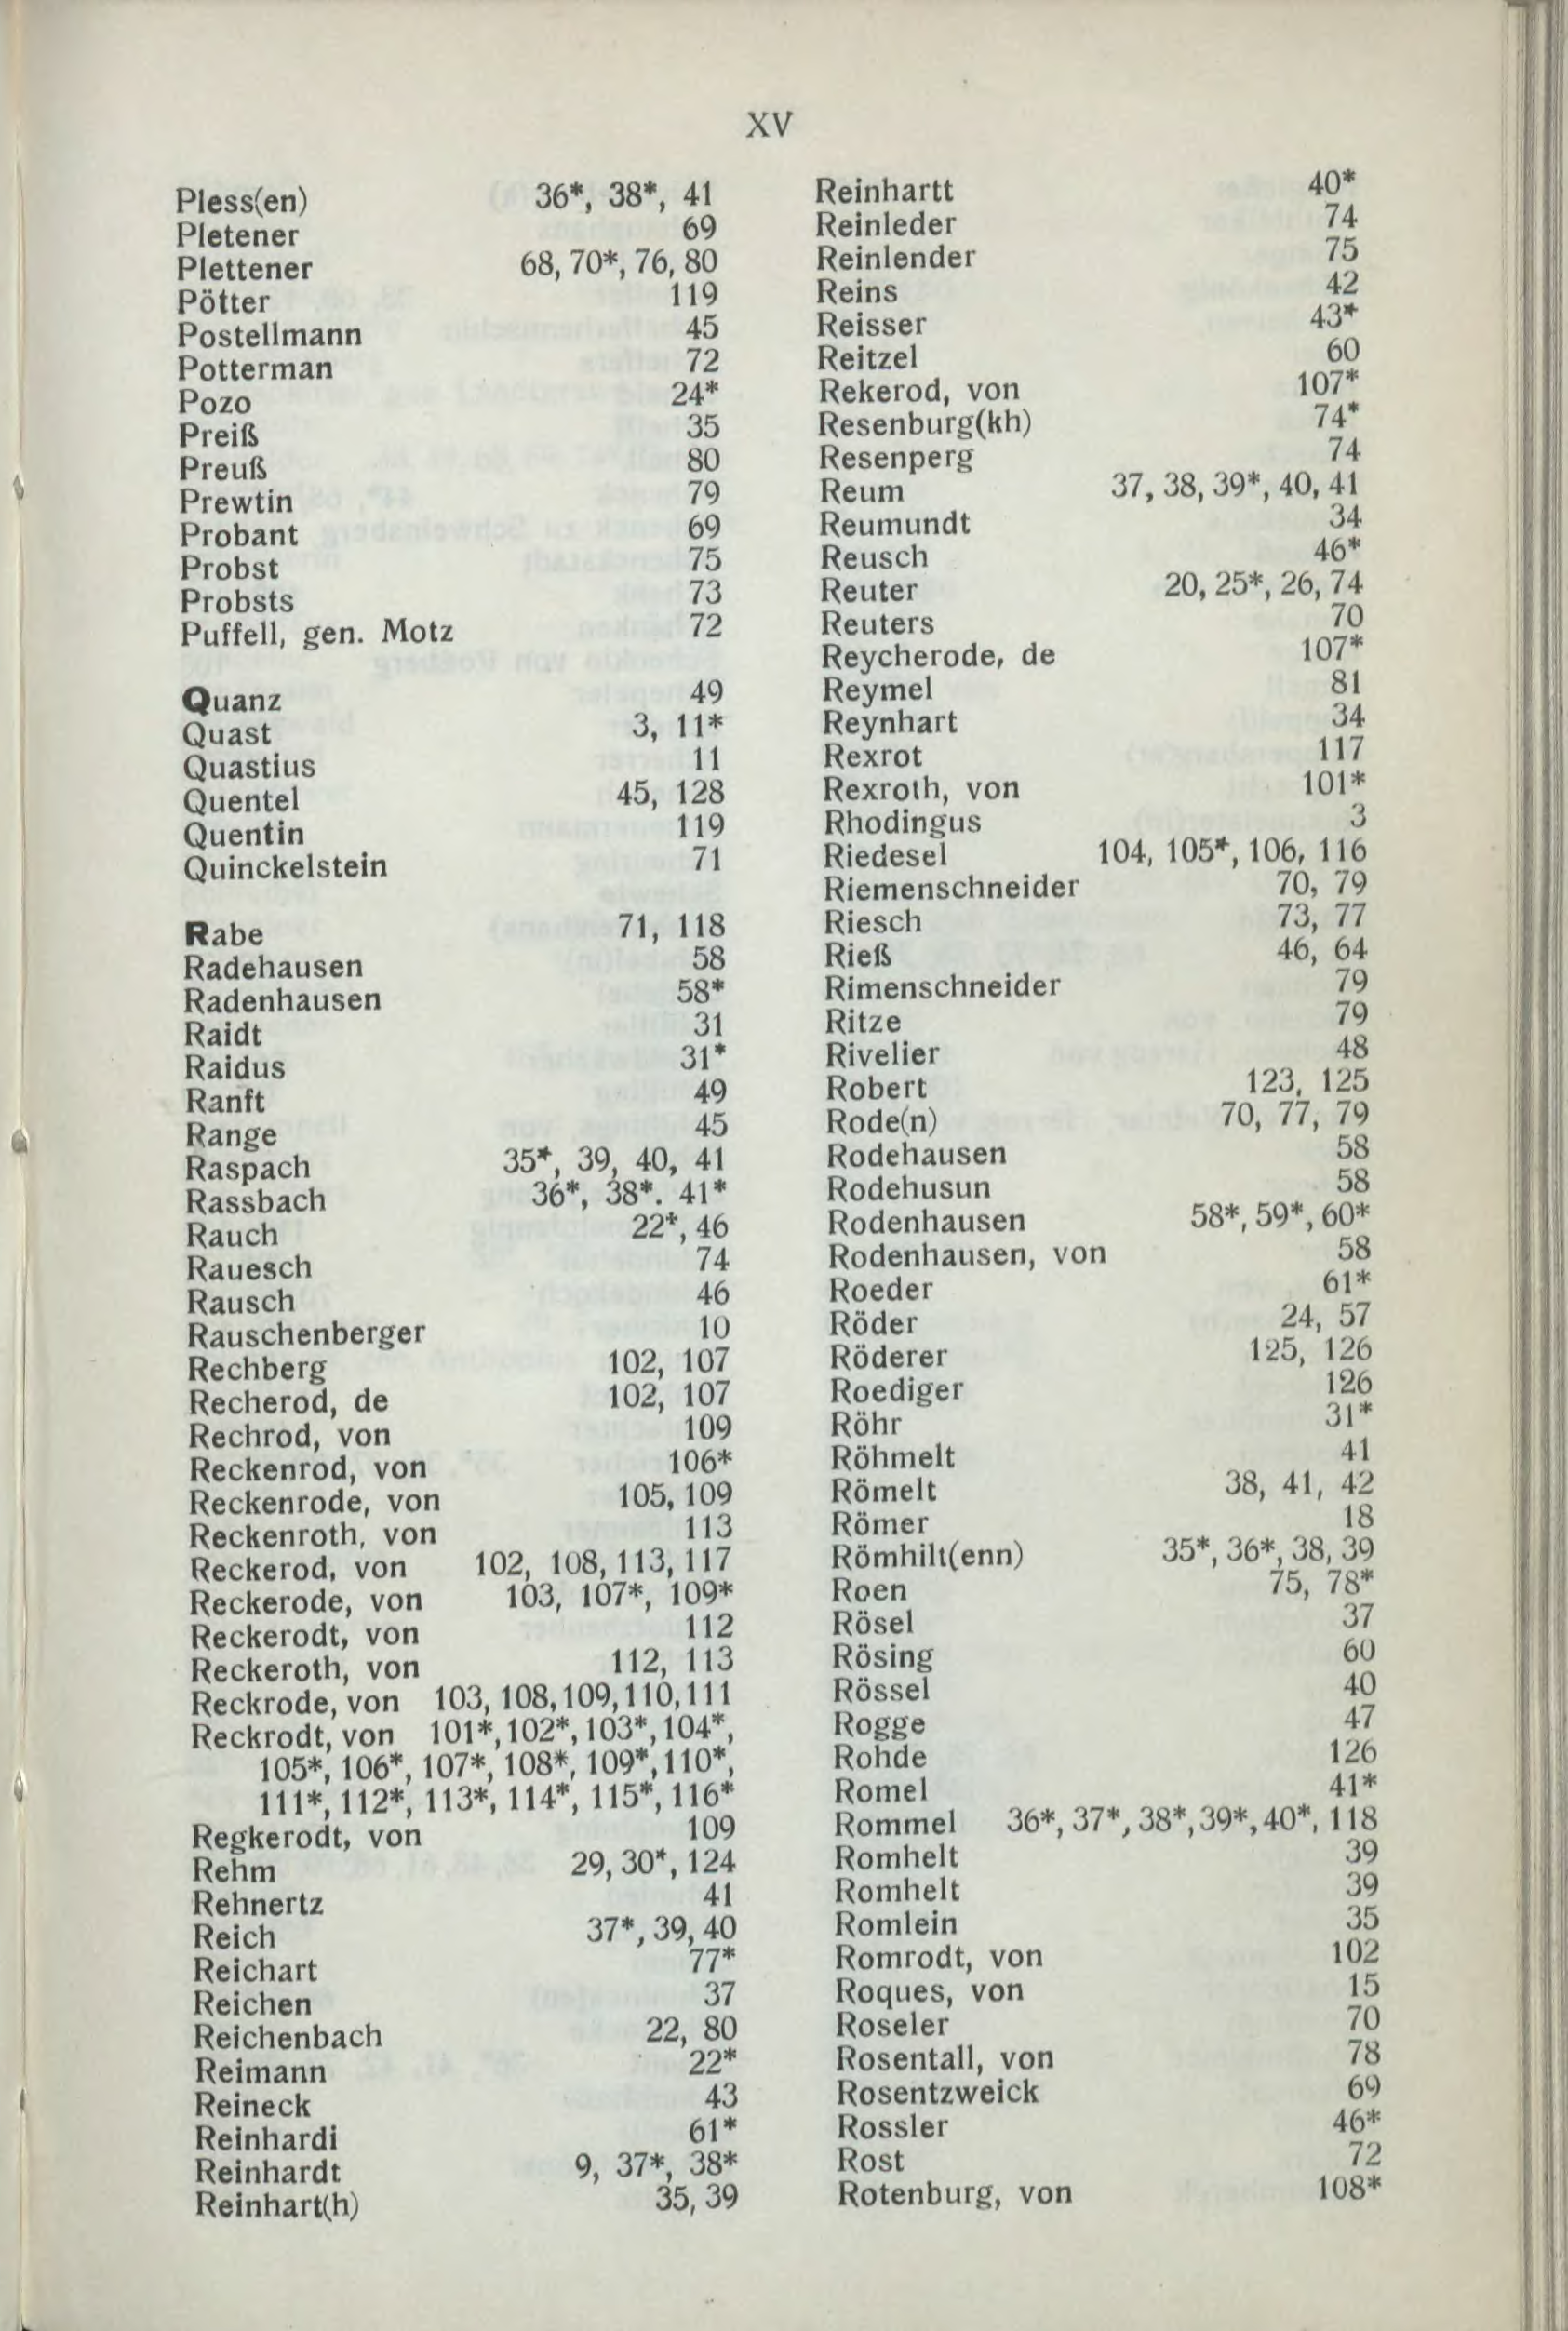 XV
Pless(en) 36*, 38*, 41
Pletener 69
Plettener 68, 70*, 76, 80
Pötter 119
Postellmann 45
Potterman 72
Pozo 24*
Preiß 35
Preuß 80
Prewtin 79
Probant 69
Probst 75
Probsts 73
Puffell, gen. Motz 72
Quanz 49
Quast 3, 11*
Quastius 11
Quentel 45, 128
Quentin 119
Quinckelstein 71
Rabe 71, 118
Radehausen 58
Radenhausen 58*
Raidt 31
Raidus 31*
Ranft 49
Range 45
Raspach 35*, 39, 40, 41
Rassbach 36*, 38*. 41*
Rauch 22*, 46
Rauesch 74
Rausch 46
Rauschenberger 10
Rechberg 102, 107
Recherod, de 102, 107
Rechrod, von 109
Reckenrod, von 106*
Reckenrode, von 105, 109
Reckenroth, von 113
Reckerod, von 102, 108, 113, 117
Reckerode, von 103, 107*, 109*
Reckerodt, von 112
Reckeroth, von 112, 113
Reckrode, von 103, 108, 109, 110, 111
Reckrodt, von 101*, 102*, 103*, 104*,
105*, 106*, 107*, 108*, 109*, 110*,
111*, 112*, 113*, 114*, 115*, 116*
Regkerodt, von 109
Rehm 29, 30*, 124
Rehnertz 41
Reich 37*, 39, 40
Reichart 77*
Reichen 37
Reichenbach 22, 80
Reimann 22*
Reineck 43
Reinhardi 61*
Reinhardt 9, 37*, 38*
Reinhart(h) 35, 39
Reinhartt 40*
Reinleder 74
Reinlender 75
Reins 42
Reisser 43*
Reitzel 60
Rekerod, von 107*
Resenburg(kh) 74*
Resenperg 74
Reum 37, 38, 39*, 40, 41
Reumundt 34
Reusch 46*
Reuter 20, 25*, 26, 74
Reuters 70
Reycherode, de 107*
Reymel 81
Reynhart 34
Rexrot 117
Rexroth, von 101*
Rhodingus 3
Riedesel 104, 105*, 106, 116
Riemenschneider 70, 79
Riesch 73, 77
Rieß 46, 64
Rimenschneider 79
Ritze 79
Rivelier 48
Robert 123, 125
Rode(n) 70, 77, 79
Rodehausen 58
Rodehusun 58
Rodenhausen 58*, 59*, 60*
Rodenhausen, von 58
Roeder 61*
Röder 24, 57
Röderer 125, 126
Roediger 126
Röhr 31*
Röhmelt 41
Römelt 38, 41, 42
Römer 18
Römhilt(enn) 35*, 36*, 38, 39
Roen 75, 78*
Rösel 37
Rösing 60
Rössel 40
Rogge 47
Rohde 126
Romel 41*
Rommel 36*, 37*, 38*, 39*, 40*, 118
Romhelt 39
Romhelt 39
Romlein 35
Romrodt, von 102
Roques, von 15
Roseler 70
Rosentall, von 78
Rosentzweick 69
Rossler 46*
Rost 72
Rotenburg, von 108*